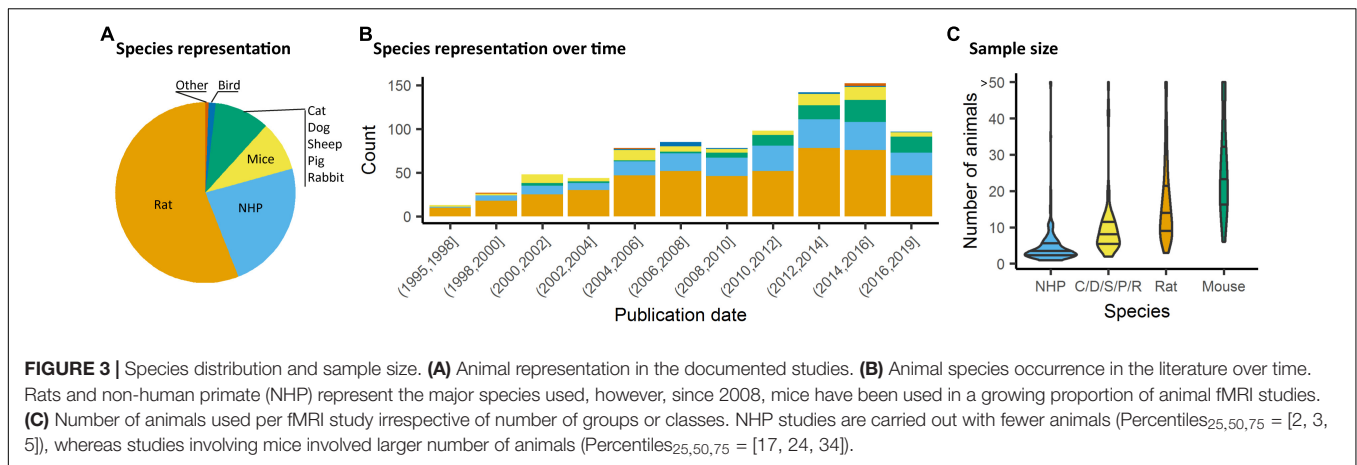 A
Species representation
Other
Bird
Cat
Dog
Sheep
Pig
Rabbit
Mice
Rat
NHP
B
Species representation over time
Count
150
100
50
0
(1995,1998]
(1998,2000]
(2000,2002]
(2002,2004]
(2004,2006]
(2006,2008]
(2008,2010]
(2010,2012]
(2012,2014]
(2014,2016]
(2016,2019]
Publication date
C
Sample size
Number of animals
>50
30
20
10
0
NHP C/D/S/P/R Rat Mouse
Species
FIGURE 3 | Species distribution and sample size. (A) Animal representation in the documented studies. (B) Animal species occurrence in the literature over time.
Rats and non-human primate (NHP) represent the major species used, however, since 2008, mice have been used in a growing proportion of animal fMRI studies.
(C) Number of animals used per fMRI study irrespective of number of groups or classes. NHP studies are carried out with fewer animals (Percentiles25,50,75 = [2, 3,
5]), whereas studies involving mice involved larger number of animals (Percentiles25,50,75 = [17, 24, 34]).